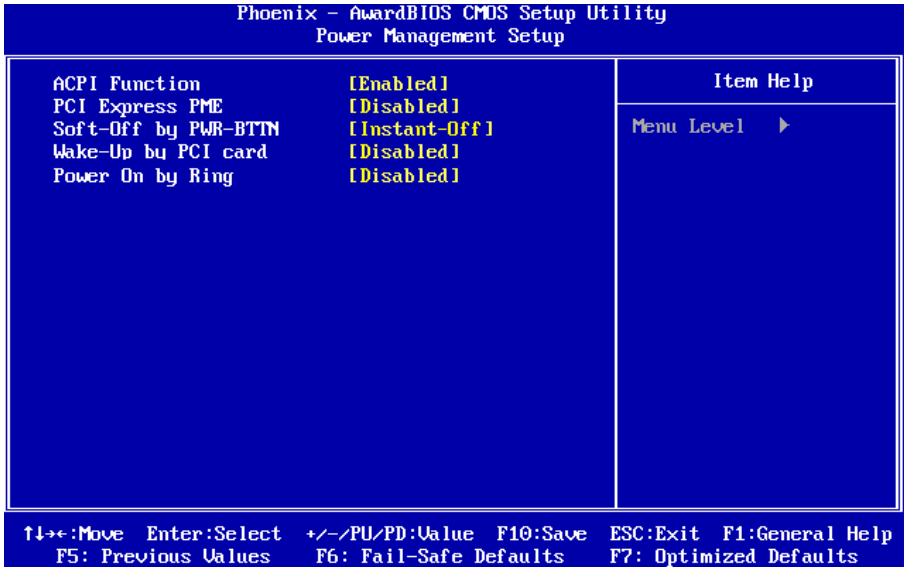 Phoenix - AwardBIOS CMOS Setup Utility
Power Management Setup
ACPI Function [Enabled]
PCI Express PME [Disabled]
Soft-Off by PWR-BTTN [Instant-Off]
Wake-Up by PCI card [Disabled]
Power On by Ring [Disabled]
Item Help
Menu Level ▶
↑↓→←:Move Enter:Select +/-/PU/PD:Value F10:Save ESC:Exit F1:General Help
F5: Previous Values F6: Fail-Safe Defaults F7: Optimized Defaults